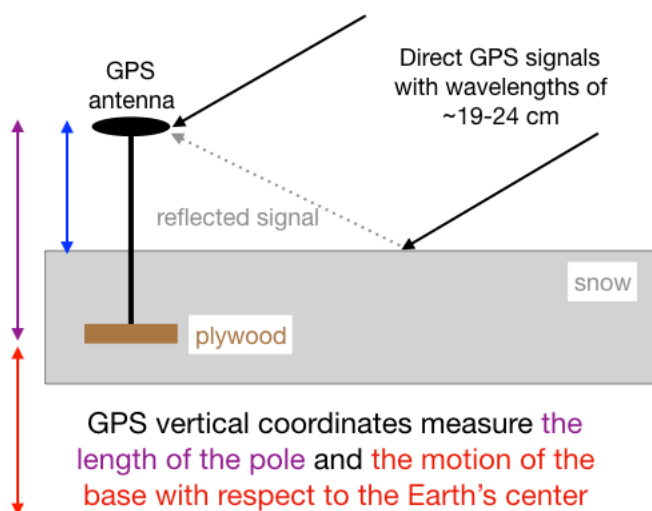 GPS
antenna
Direct GPS signals
with wavelengths of
~19-24 cm
reflected signal
snow
plywood
GPS vertical coordinates measure the
length of the pole and the motion of the
base with respect to the Earth's center